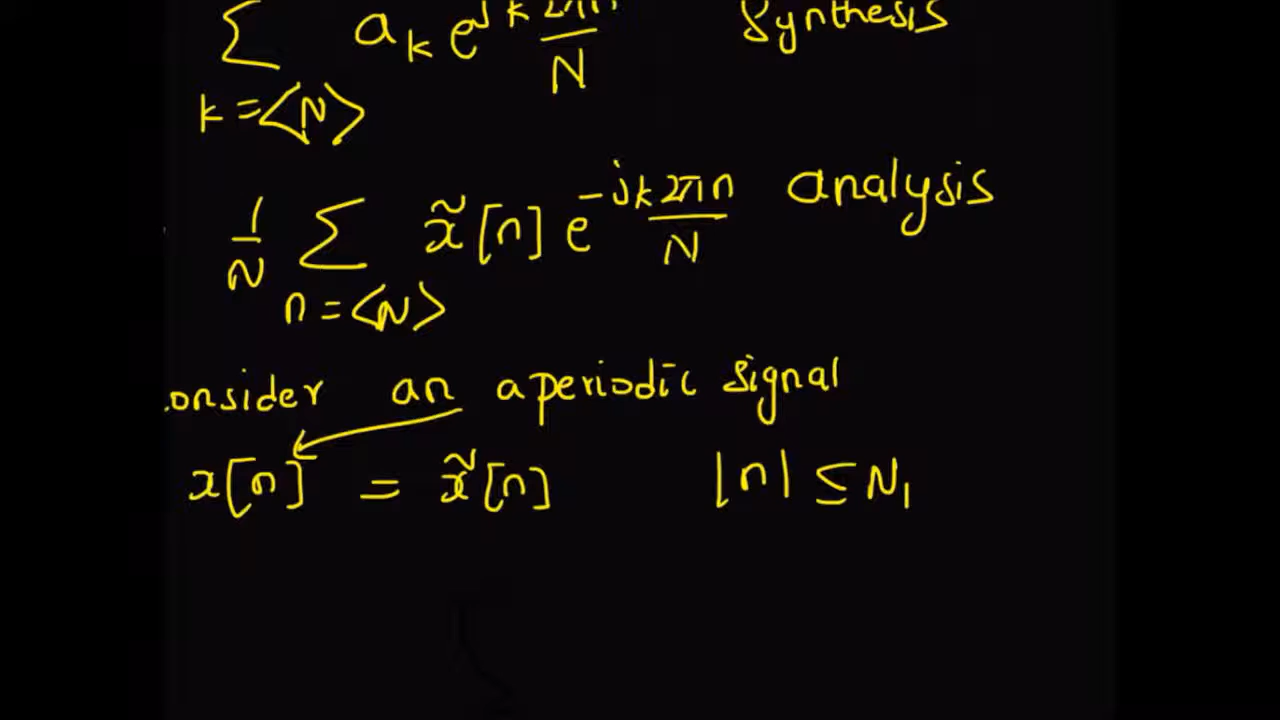 ∑ a_k e^{jk2πn/N} Synthesis
k = ⟨N⟩
1/N ∑ x̃[n] e^{-jk2πn/N} analysis
n = ⟨N⟩
onsider an aperiodic signal
x[n] = x̃[n] |n| ≤ N₁